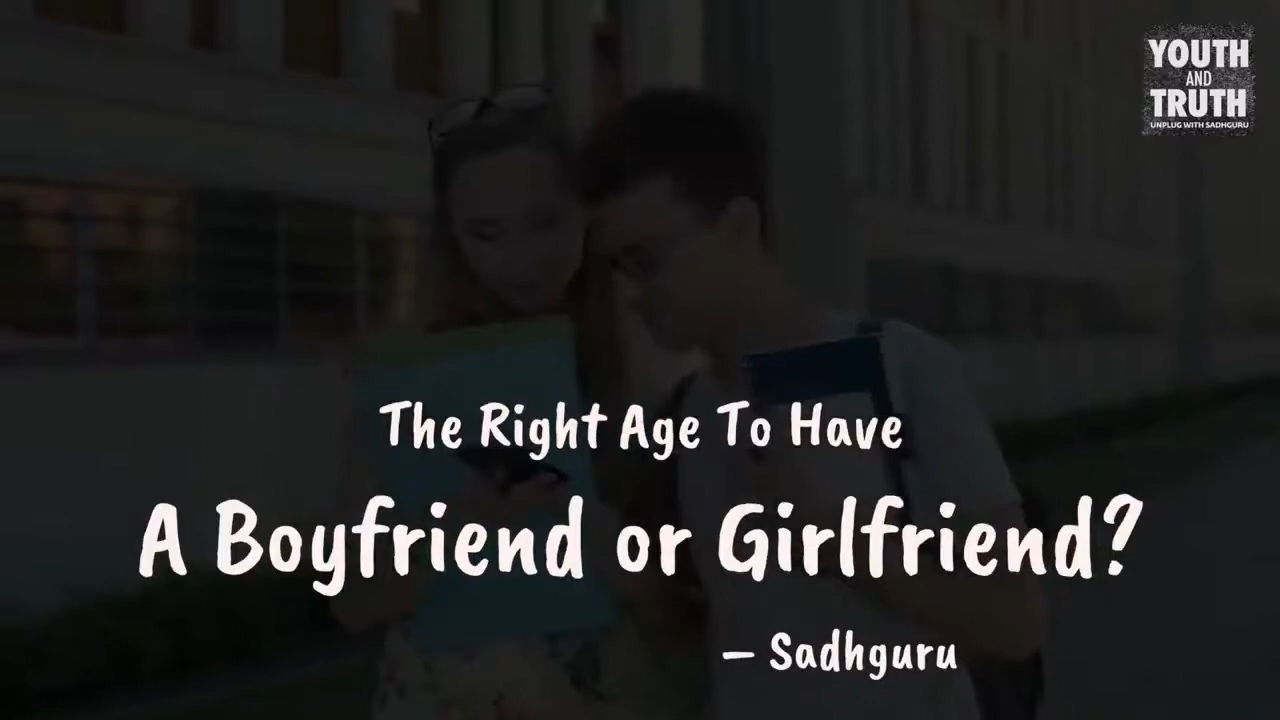 YOUTH
AND
TRUTH
UNPLUG WITH SADHGURU
The Right Age To Have
A Boyfriend or Girlfriend?
– Sadhguru